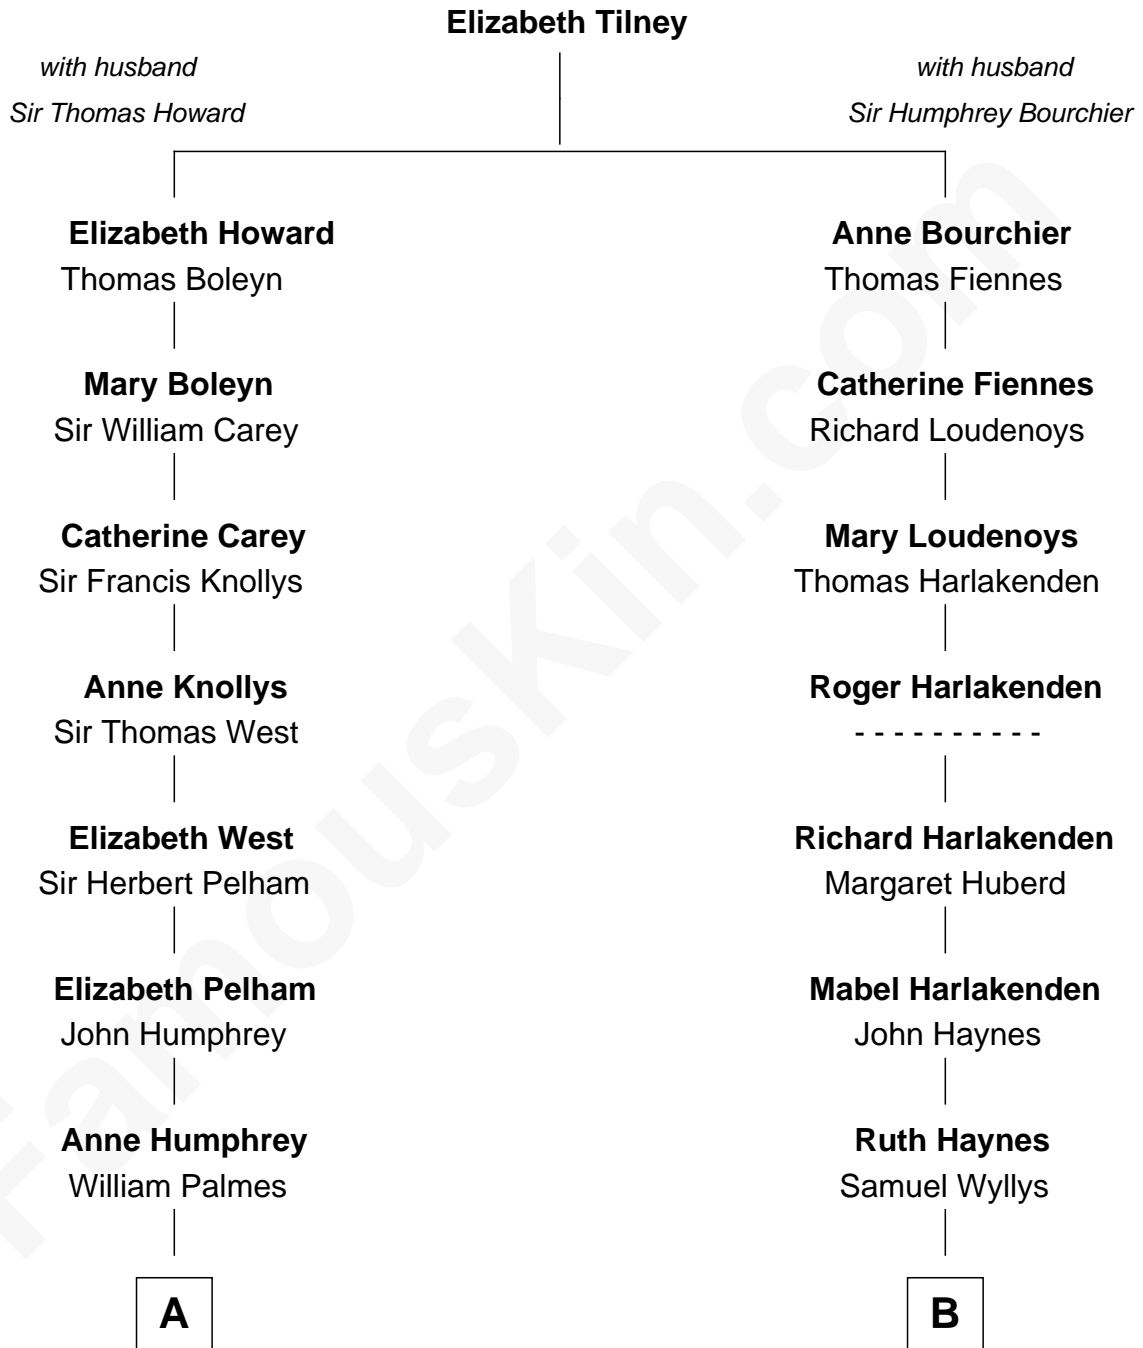 Elizabeth Tilney
with husband
Sir Thomas Howard
with husband
Sir Humphrey Bourchier
Elizabeth Howard
Thomas Boleyn
Anne Bourchier
Thomas Fiennes
Mary Boleyn
Sir William Carey
Catherine Fiennes
Richard Loudenoys
Catherine Carey
Sir Francis Knollys
Mary Loudenoys
Thomas Harlakenden
Anne Knollys
Sir Thomas West
Roger Harlakenden
- - - - - - - - - -
Elizabeth West
Sir Herbert Pelham
Richard Harlakenden
Margaret Huberd
Elizabeth Pelham
John Humphrey
Mabel Harlakenden
John Haynes
Anne Humphrey
William Palmes
Ruth Haynes
Samuel Wyllys
A
B
FamousKin.com